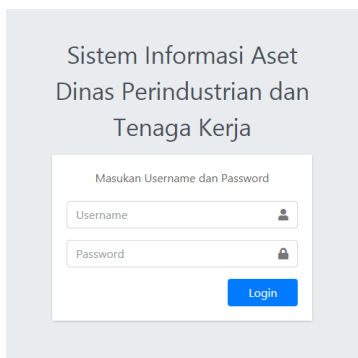 Sistem Informasi Aset
Dinas Perindustrian dan
Tenaga Kerja
Masukan Username dan Password
Username
Password
Login